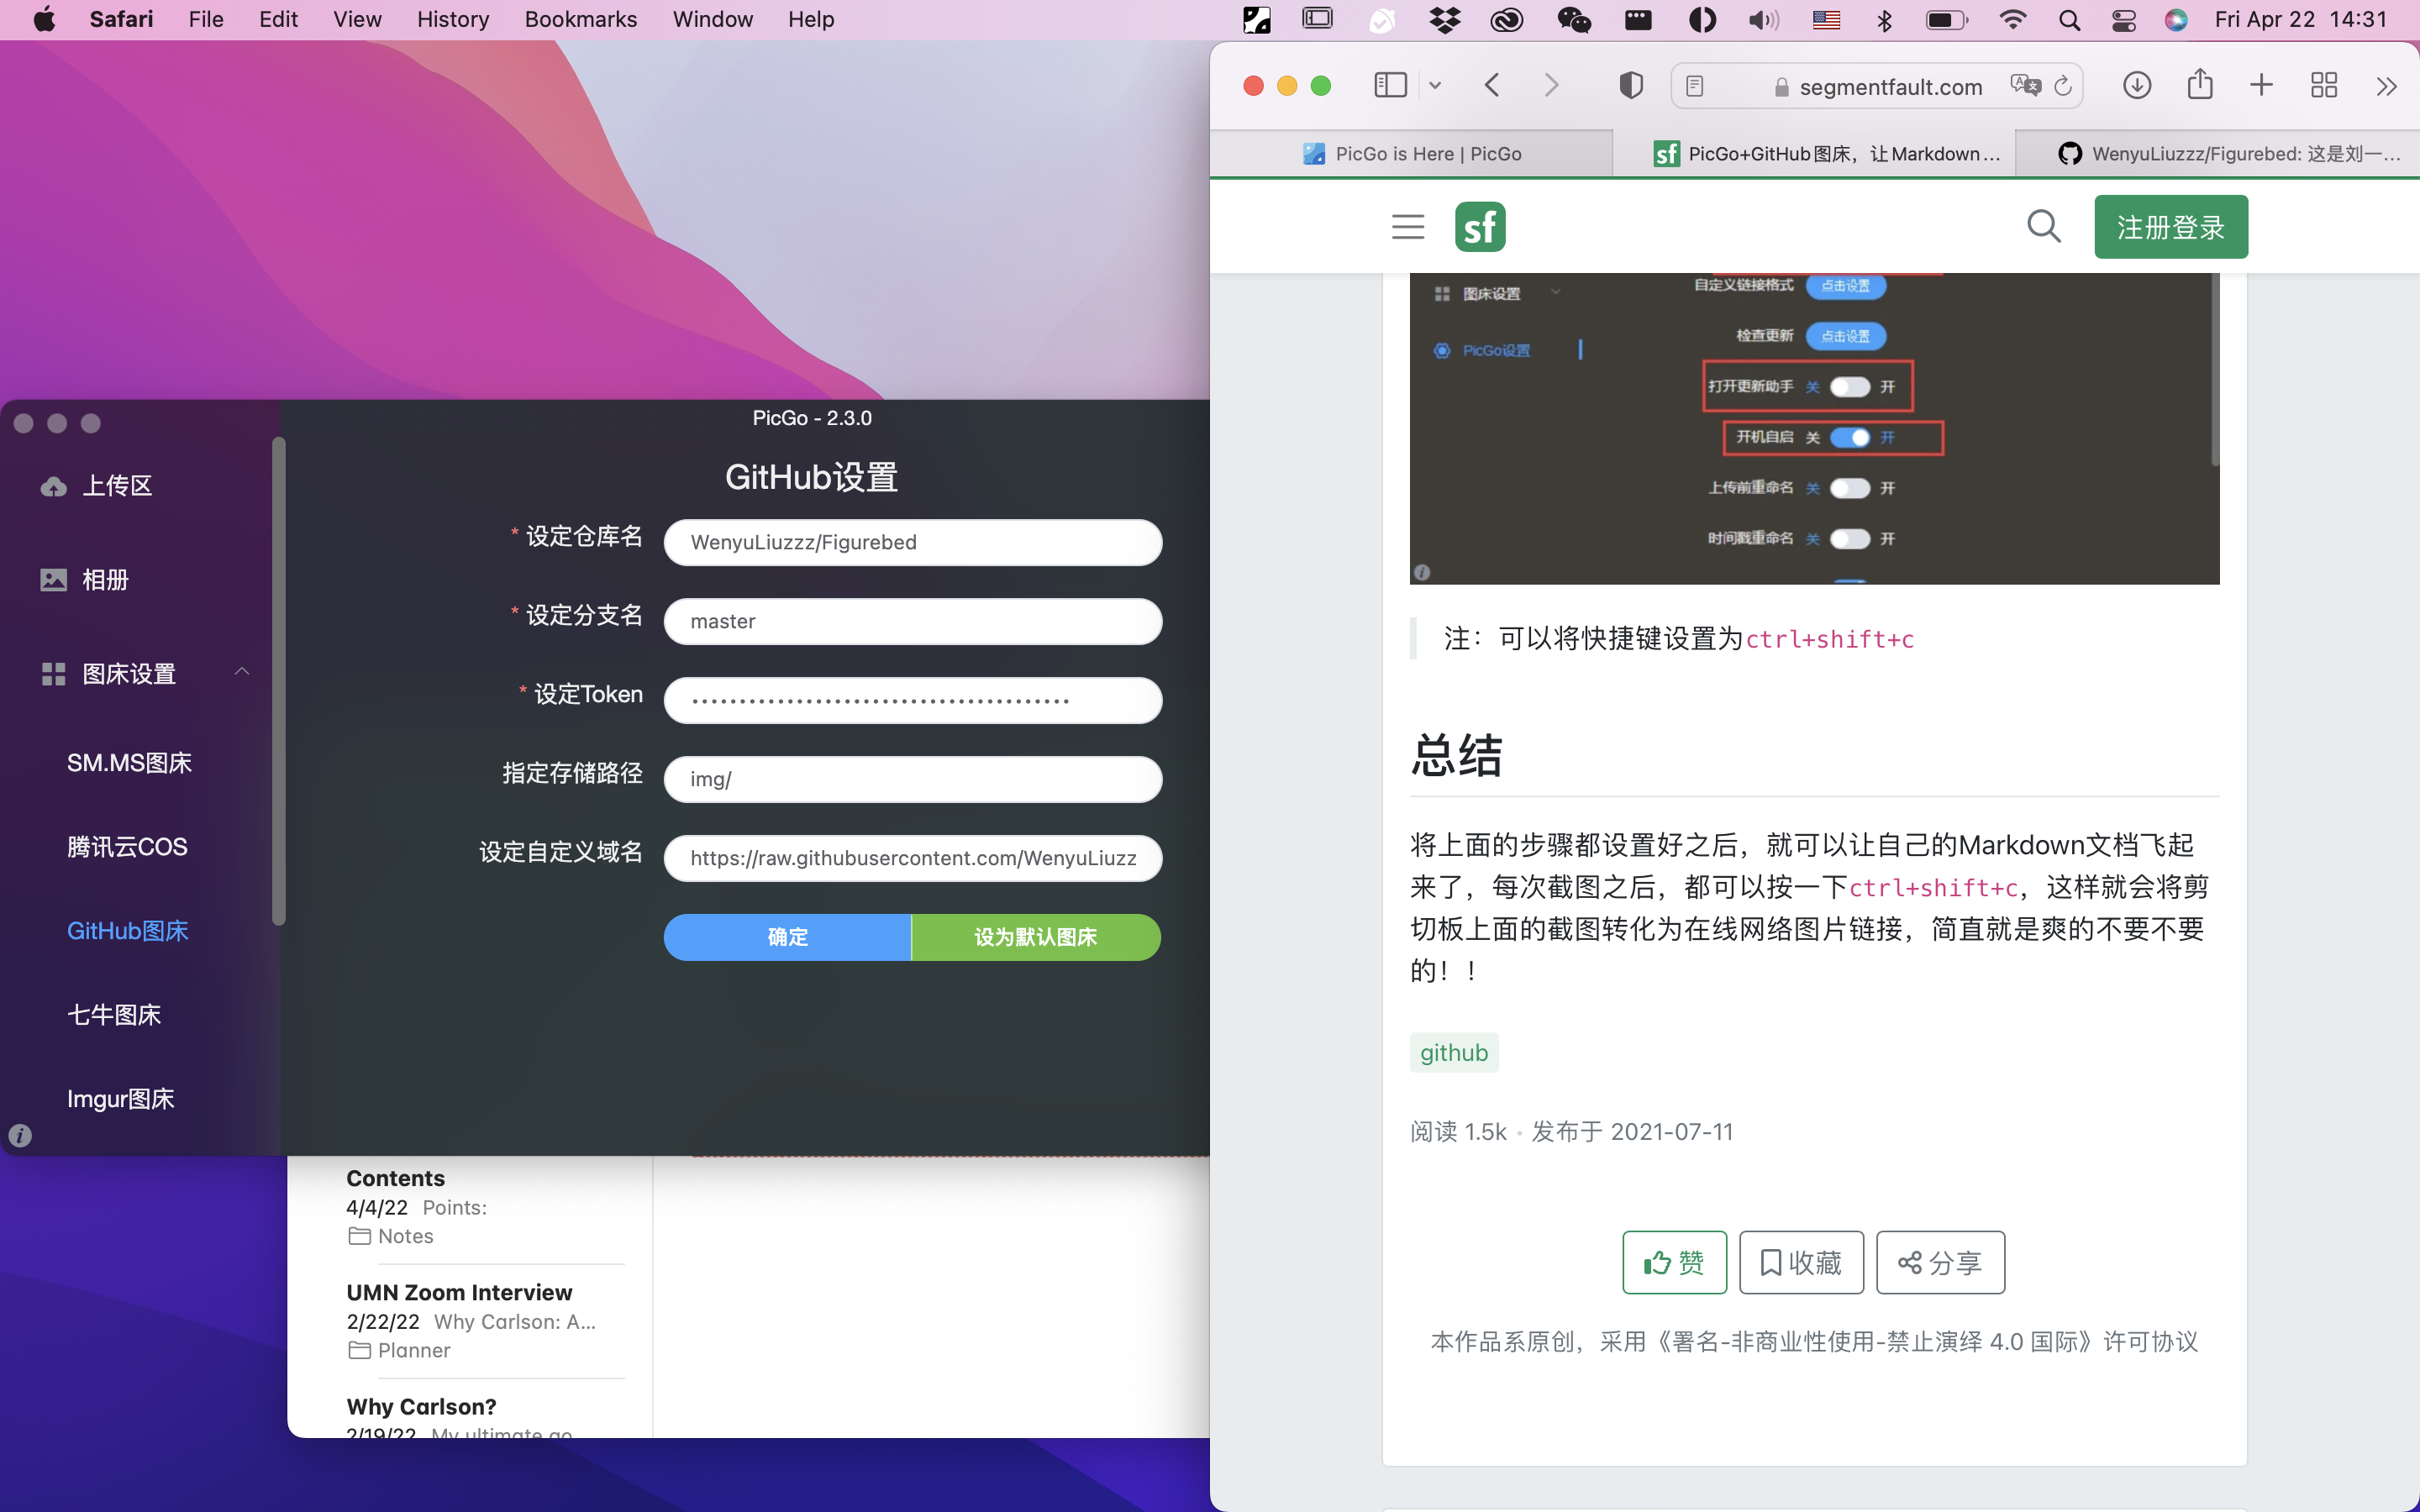 Safari File Edit View History Bookmarks Window Help Fri Apr 22 14:31
segmentfault.com
PicGo is Here | PicGo
sf PicGo+GitHub图床，让Markdown...
WenyuLiuzzz/Figurebed: 这是刘一...
sf
注册登录
自定义链接格式 点击设置
图床设置
检查更新 点击设置
PicGo设置
打开更新助手 关 开
开机自启 关 开
上传前重命名 关 开
时间戳重命名 关 开
注：可以将快捷键设置为ctrl+shift+c
总结
将上面的步骤都设置好之后，就可以让自己的Markdown文档飞起
来了，每次截图之后，都可以按一下ctrl+shift+c，这样就会将剪
切板上面的截图转化为在线网络图片链接，简直就是爽的不要不要
的！！
github
阅读 1.5k · 发布于 2021-07-11
赞
收藏
分享
本作品系原创，采用《署名-非商业性使用-禁止演绎 4.0 国际》许可协议
PicGo - 2.3.0
上传区
相册
图床设置
SM.MS图床
腾讯云COS
GitHub图床
七牛图床
Imgur图床
GitHub设置
* 设定仓库名 WenyuLiuzzz/Figurebed
* 设定分支名 master
* 设定Token
指定存储路径 img/
设定自定义域名 https://raw.githubusercontent.com/WenyuLiuzz
确定
设为默认图床
Contents
4/4/22 Points:
Notes
UMN Zoom Interview
2/22/22 Why Carlson: A...
Planner
Why Carlson?
2/19/22 My ultimate go